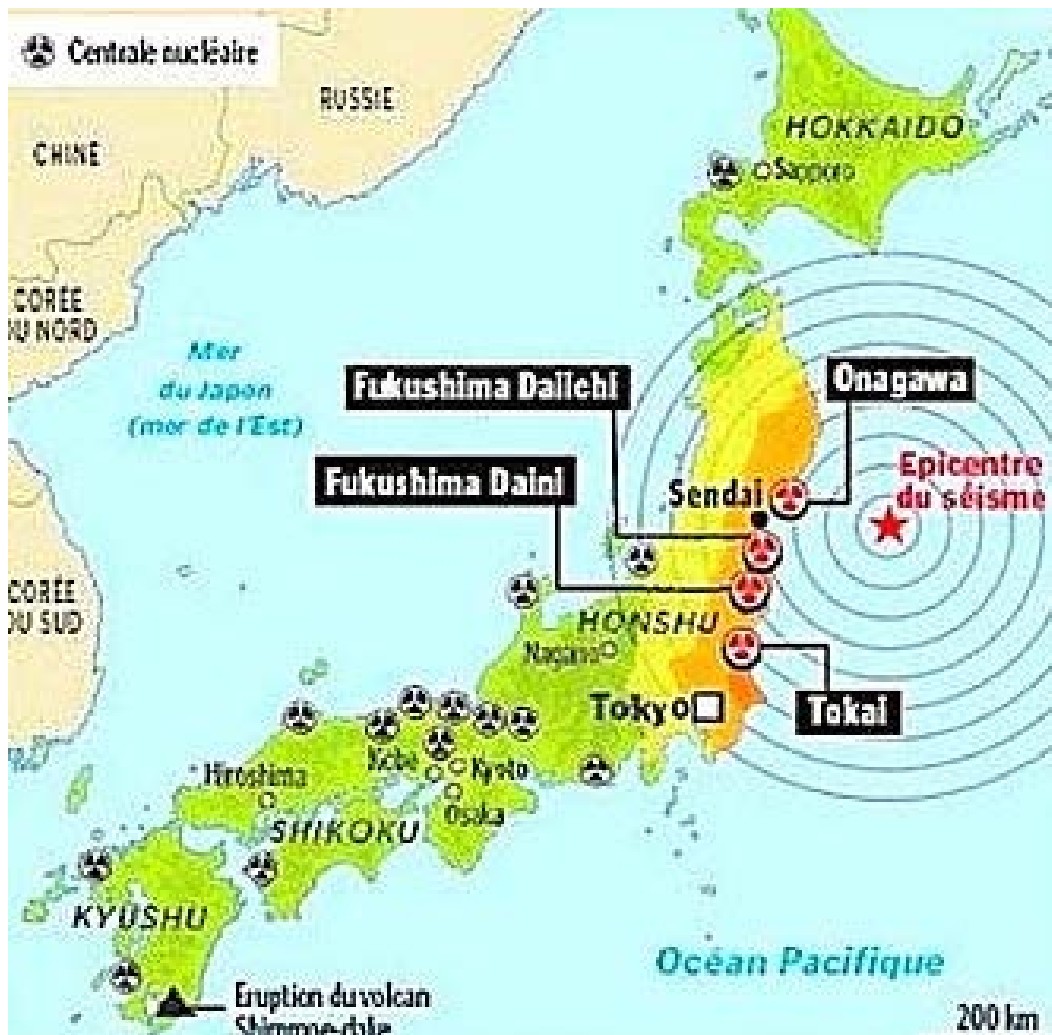 Centrale nucléaire
RUSSIE
CHINE
HOKKAIDO
Sapporo
CORÉE
DU NORD
Mer
du Japon
(mer de l'Est)
Fukushima Daiichi
Onagawa
Epicentre
du séisme
Fukushima Daini
Sendai
CORÉE
DU SUD
HONSHU
Nagano
Tokyo
Tokai
Hiroshima
Kobe
Kyoto
Osaka
SHIKOKU
KYUSHU
Océan Pacifique
Eruption du volcan
Shinmoe-dake
200 km